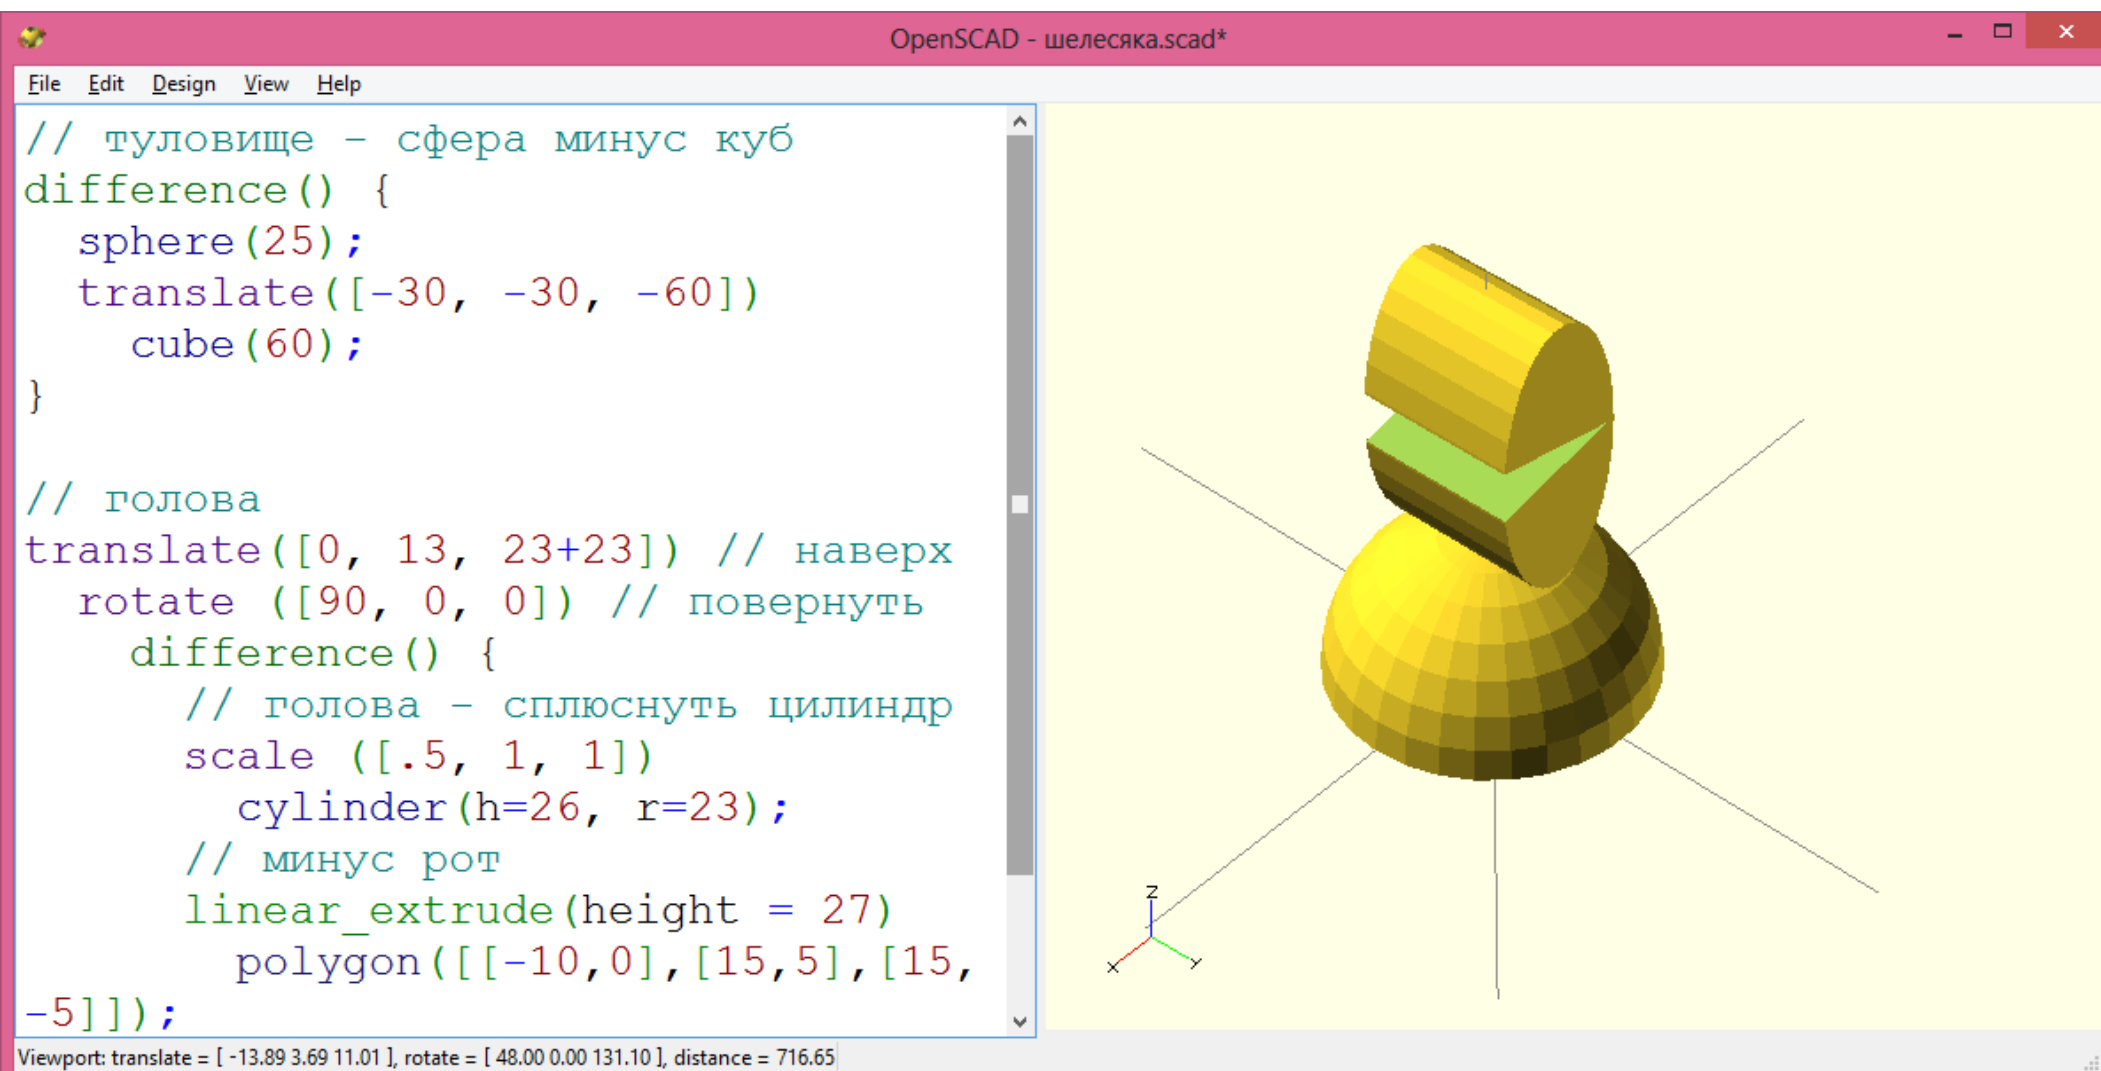 OpenSCAD - шелесяка.scad*
File Edit Design View Help
// туловище - сфера минус куб
difference() {
sphere(25);
translate([-30, -30, -60])
cube(60);
}
// голова
translate([0, 13, 23+23]) // наверх
rotate ([90, 0, 0]) // повернуть
difference() {
// голова - сплюснуть цилиндр
scale ([.5, 1, 1])
cylinder(h=26, r=23);
// минус рот
linear_extrude(height = 27)
polygon([[-10,0],[15,5],[15,
-5]]);
z
x
y
Viewport: translate = [ -13.89 3.69 11.01 ], rotate = [ 48.00 0.00 131.10 ], distance = 716.65